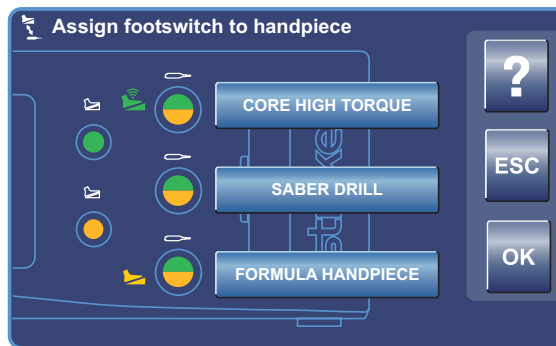 Assign footswitch to handpiece
?
CORE HIGH TORQUE
ESC
SABER DRILL
OK
FORMULA HANDPIECE